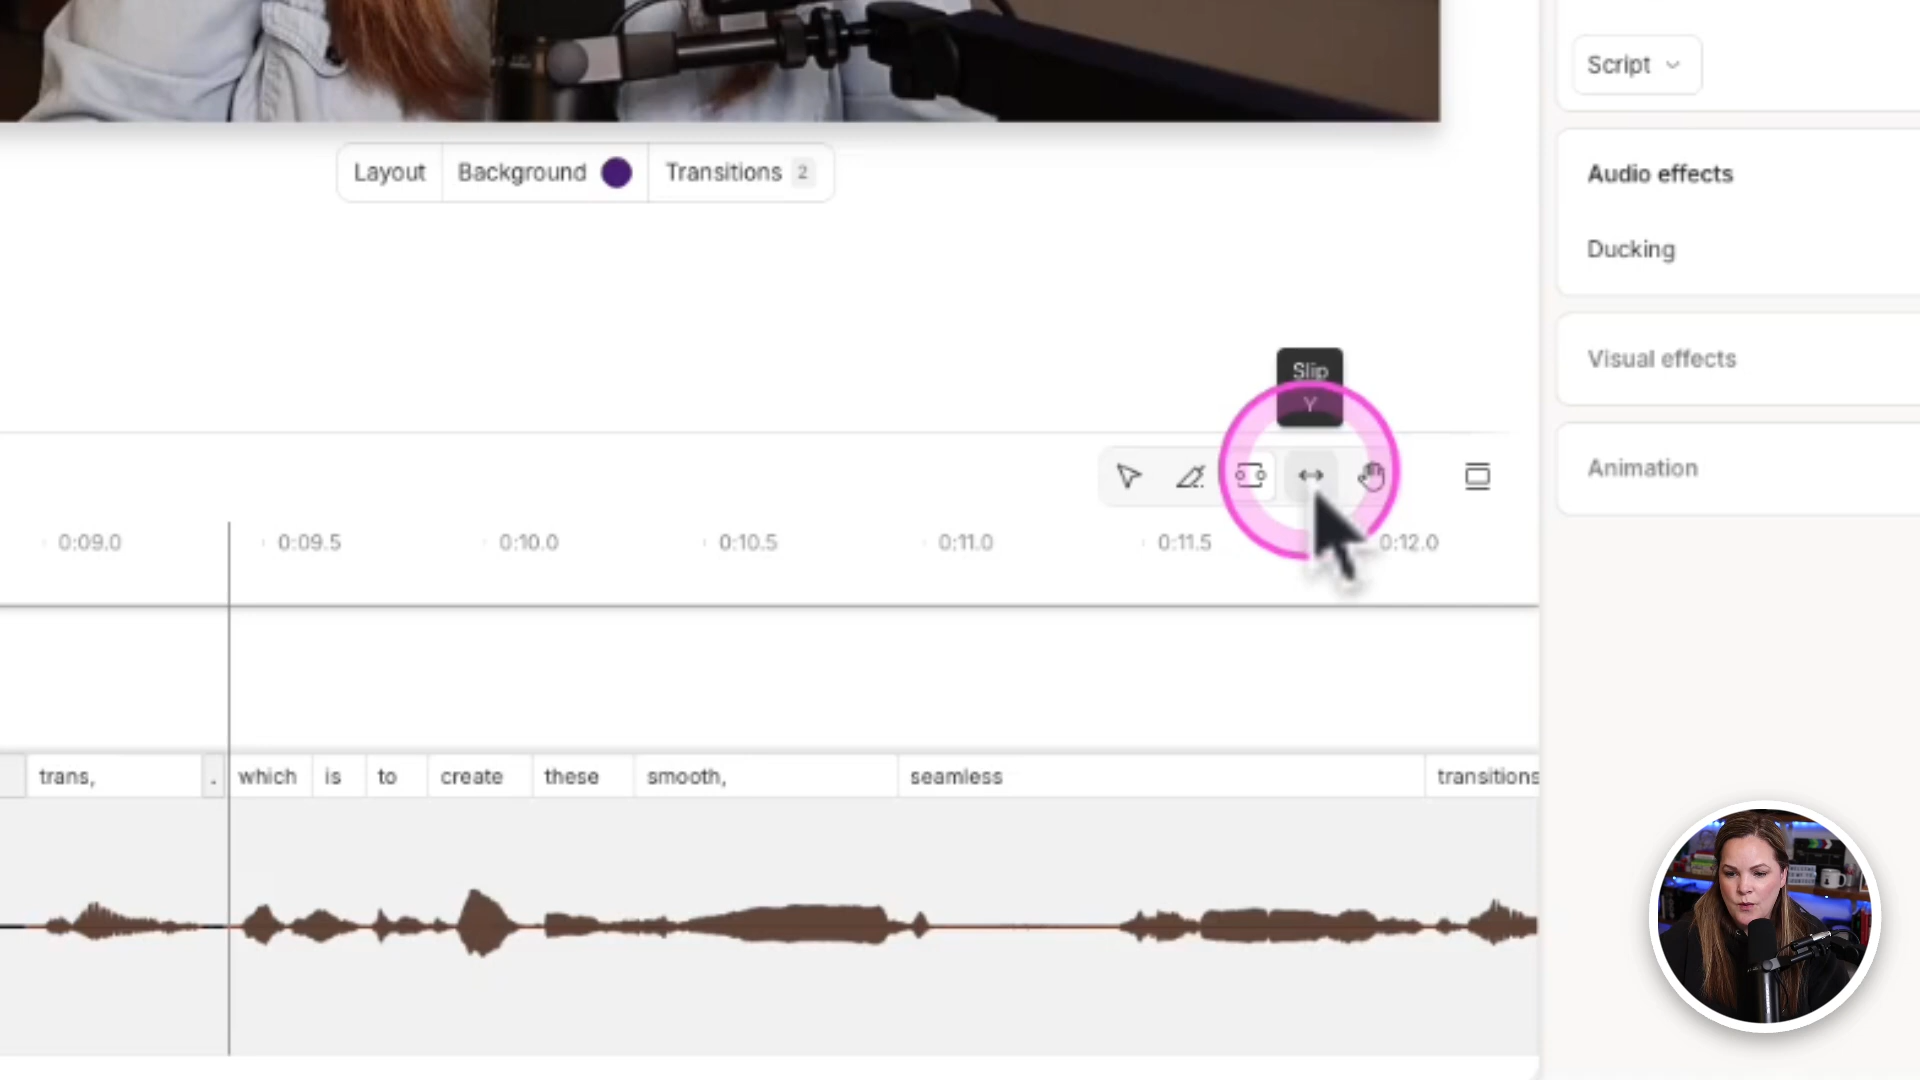 Script
Layout Background Transitions 2
Audio effects
Ducking
Visual effects
Slip
Y
Animation
0:09.0 0:09.5 0:10.0 0:10.5 0:11.0 0:11.5 0:12.0
trans, . which is to create these smooth, seamless transitions